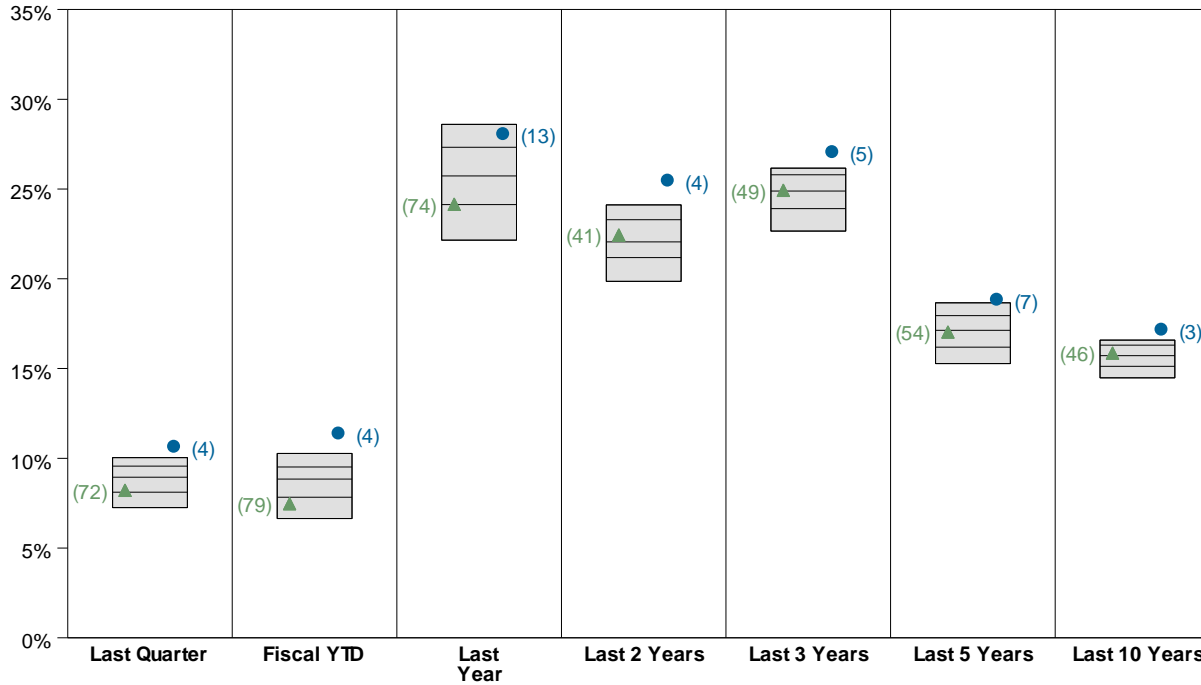 35%
30%
25%
20%
15%
10%
5%
0%
(72)
(4)
(79)
(4)
(74)
(13)
(41)
(4)
(49)
(5)
(54)
(7)
(46)
(3)
Last Quarter
Fiscal YTD
Last
Year
Last 2 Years
Last 3 Years
Last 5 Years
Last 10 Years